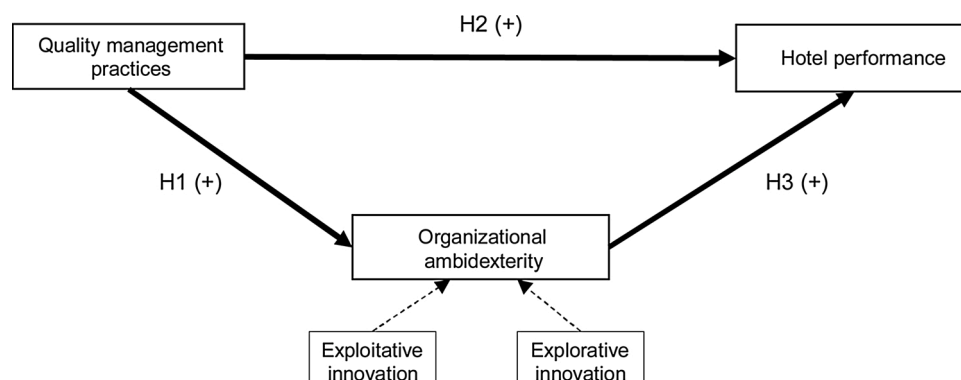 H2 (+)
Quality management
practices
Hotel performance
H1 (+)
H3 (+)
Organizational
ambidexterity
Exploitative
innovation
Explorative
innovation